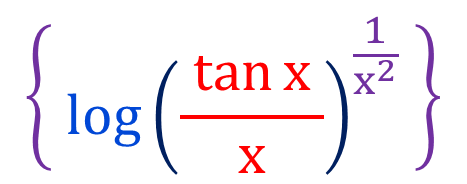 { log ( tan x / x )^(1/x²) }